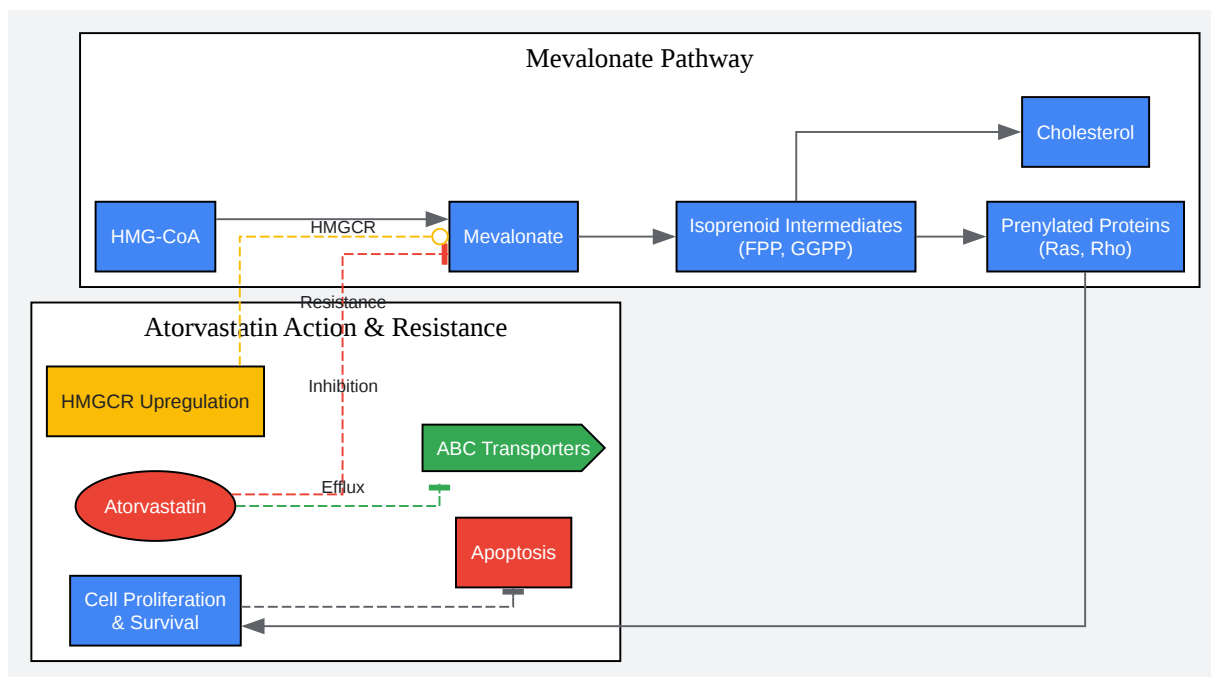 Mevalonate Pathway
Cholesterol
HMG-CoA
HMGCR
Mevalonate
Isoprenoid Intermediates
(FPP, GGPP)
Prenylated Proteins
(Ras, Rho)
Resistance
Atorvastatin Action & Resistance
Inhibition
HMGCR Upregulation
ABC Transporters
Efflux
Atorvastatin
Apoptosis
Cell Proliferation
& Survival